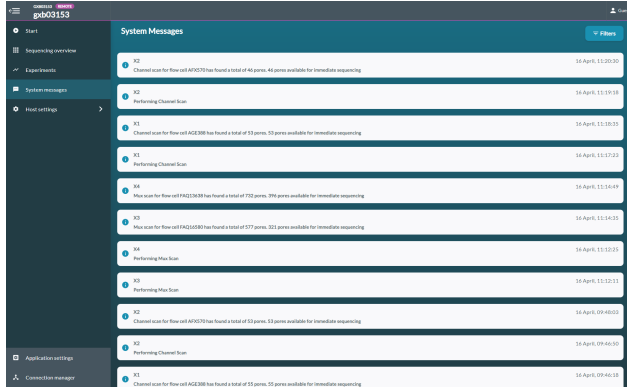 GXB03153 REMOTE
gxb03153
Guest
Start
Sequencing overview
Experiments
System messages
Host settings
Application settings
Connection manager
System Messages
Filters
X2
16 April, 11:20:30
Channel scan for flow cell AFX570 has found a total of 46 pores. 46 pores available for immediate sequencing
X2
16 April, 11:19:18
Performing Channel Scan
X1
16 April, 11:18:35
Channel scan for flow cell AGE388 has found a total of 53 pores. 53 pores available for immediate sequencing
X1
16 April, 11:17:23
Performing Channel Scan
X4
16 April, 11:14:49
Mux scan for flow cell PAQ13638 has found a total of 732 pores. 396 pores available for immediate sequencing
X3
16 April, 11:14:35
Mux scan for flow cell PAQ16580 has found a total of 577 pores. 321 pores available for immediate sequencing
X4
16 April, 11:12:25
Performing Mux Scan
X3
16 April, 11:12:11
Performing Mux Scan
X2
16 April, 09:48:03
Channel scan for flow cell AFX570 has found a total of 53 pores. 53 pores available for immediate sequencing
X2
16 April, 09:46:50
Performing Channel Scan
X1
16 April, 09:46:18
Channel scan for flow cell AGE388 has found a total of 55 pores. 55 pores available for immediate sequencing